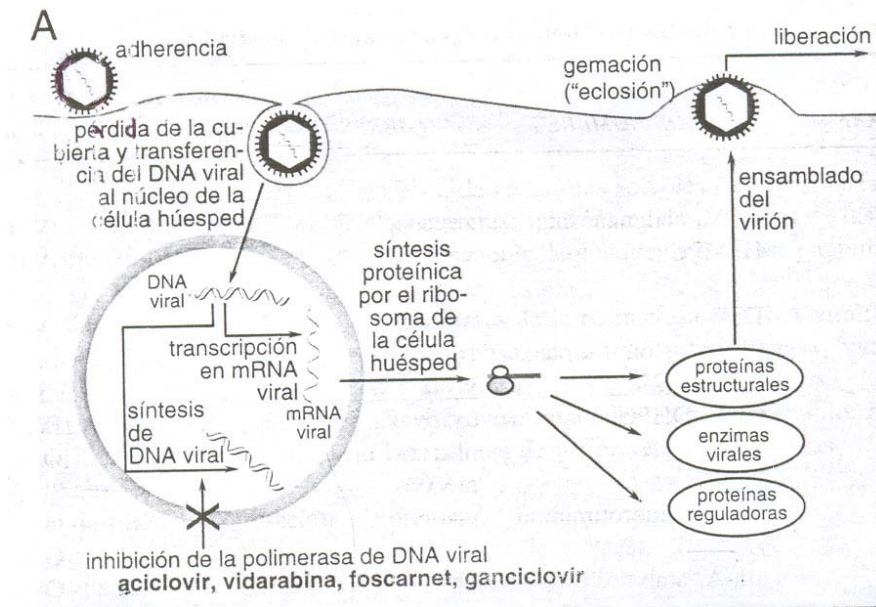 A
adherencia
pérdida de la cu-
bierta y transferen-
cia del DNA viral
al núcleo de la
célula húesped
gemación
("eclosión")
liberación
ensamblado
del
virión
síntesis
proteínica
por el ribo-
soma de
la célula
huésped
DNA
viral
transcripción
en mRNA
viral
mRNA
viral
síntesis
de
DNA viral
proteínas
estructurales
enzimas
virales
proteínas
reguladoras
inhibición de la polimerasa de DNA viral
aciclovir, vidarabina, foscarnet, ganciclovir